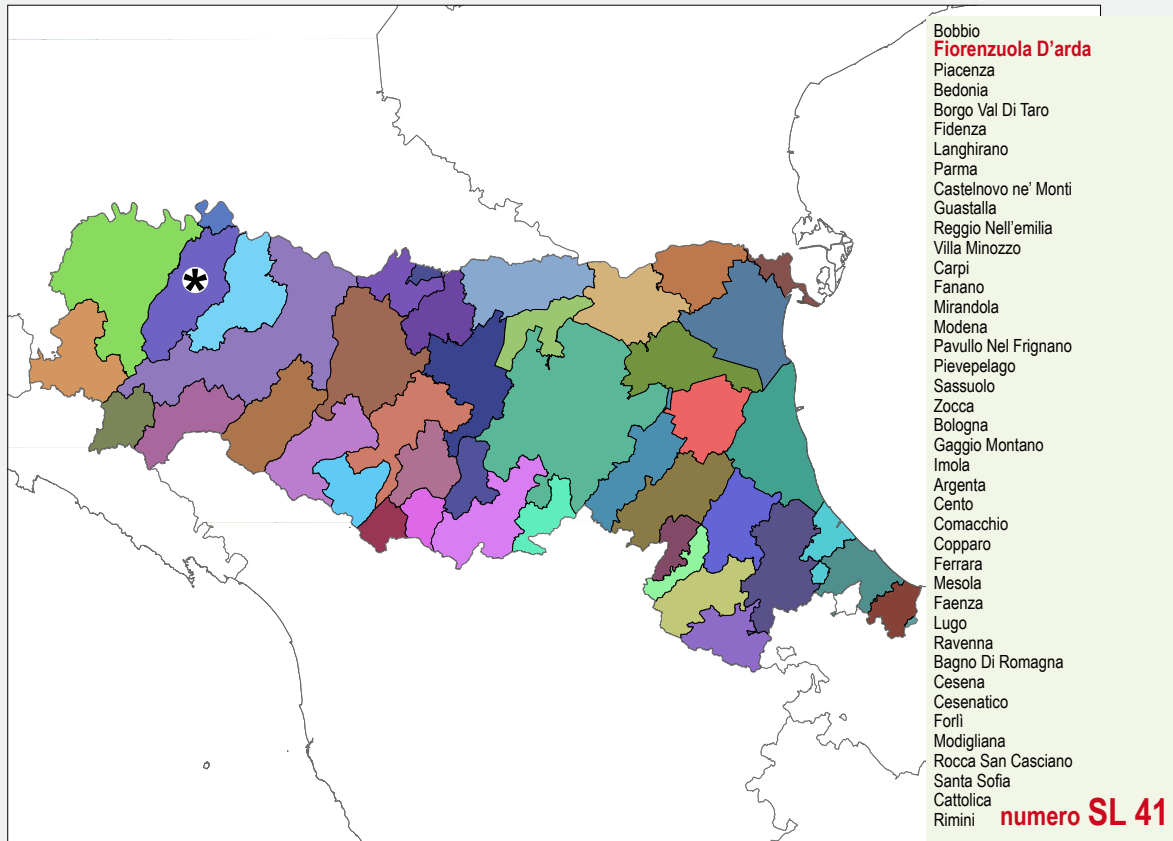 Bobbio
Fiorenzuola D’arda
Piacenza
Bedonia
Borgo Val Di Taro
Fidenza
Langhirano
Parma
Castelnovo ne’ Monti
Guastalla
Reggio Nell’emilia
Villa Minozzo
Carpi
Fanano
Mirandola
Modena
Pavullo Nel Frignano
Pievepelago
Sassuolo
Zocca
Bologna
Gaggio Montano
Imola
Argenta
Cento
Comacchio
Copparo
Ferrara
Mesola
Faenza
Lugo
Ravenna
Bagno Di Romagna
Cesena
Cesenatico
Forlì
Modigliana
Rocca San Casciano
Santa Sofia
Cattolica
Rimini
numero SL 41
*